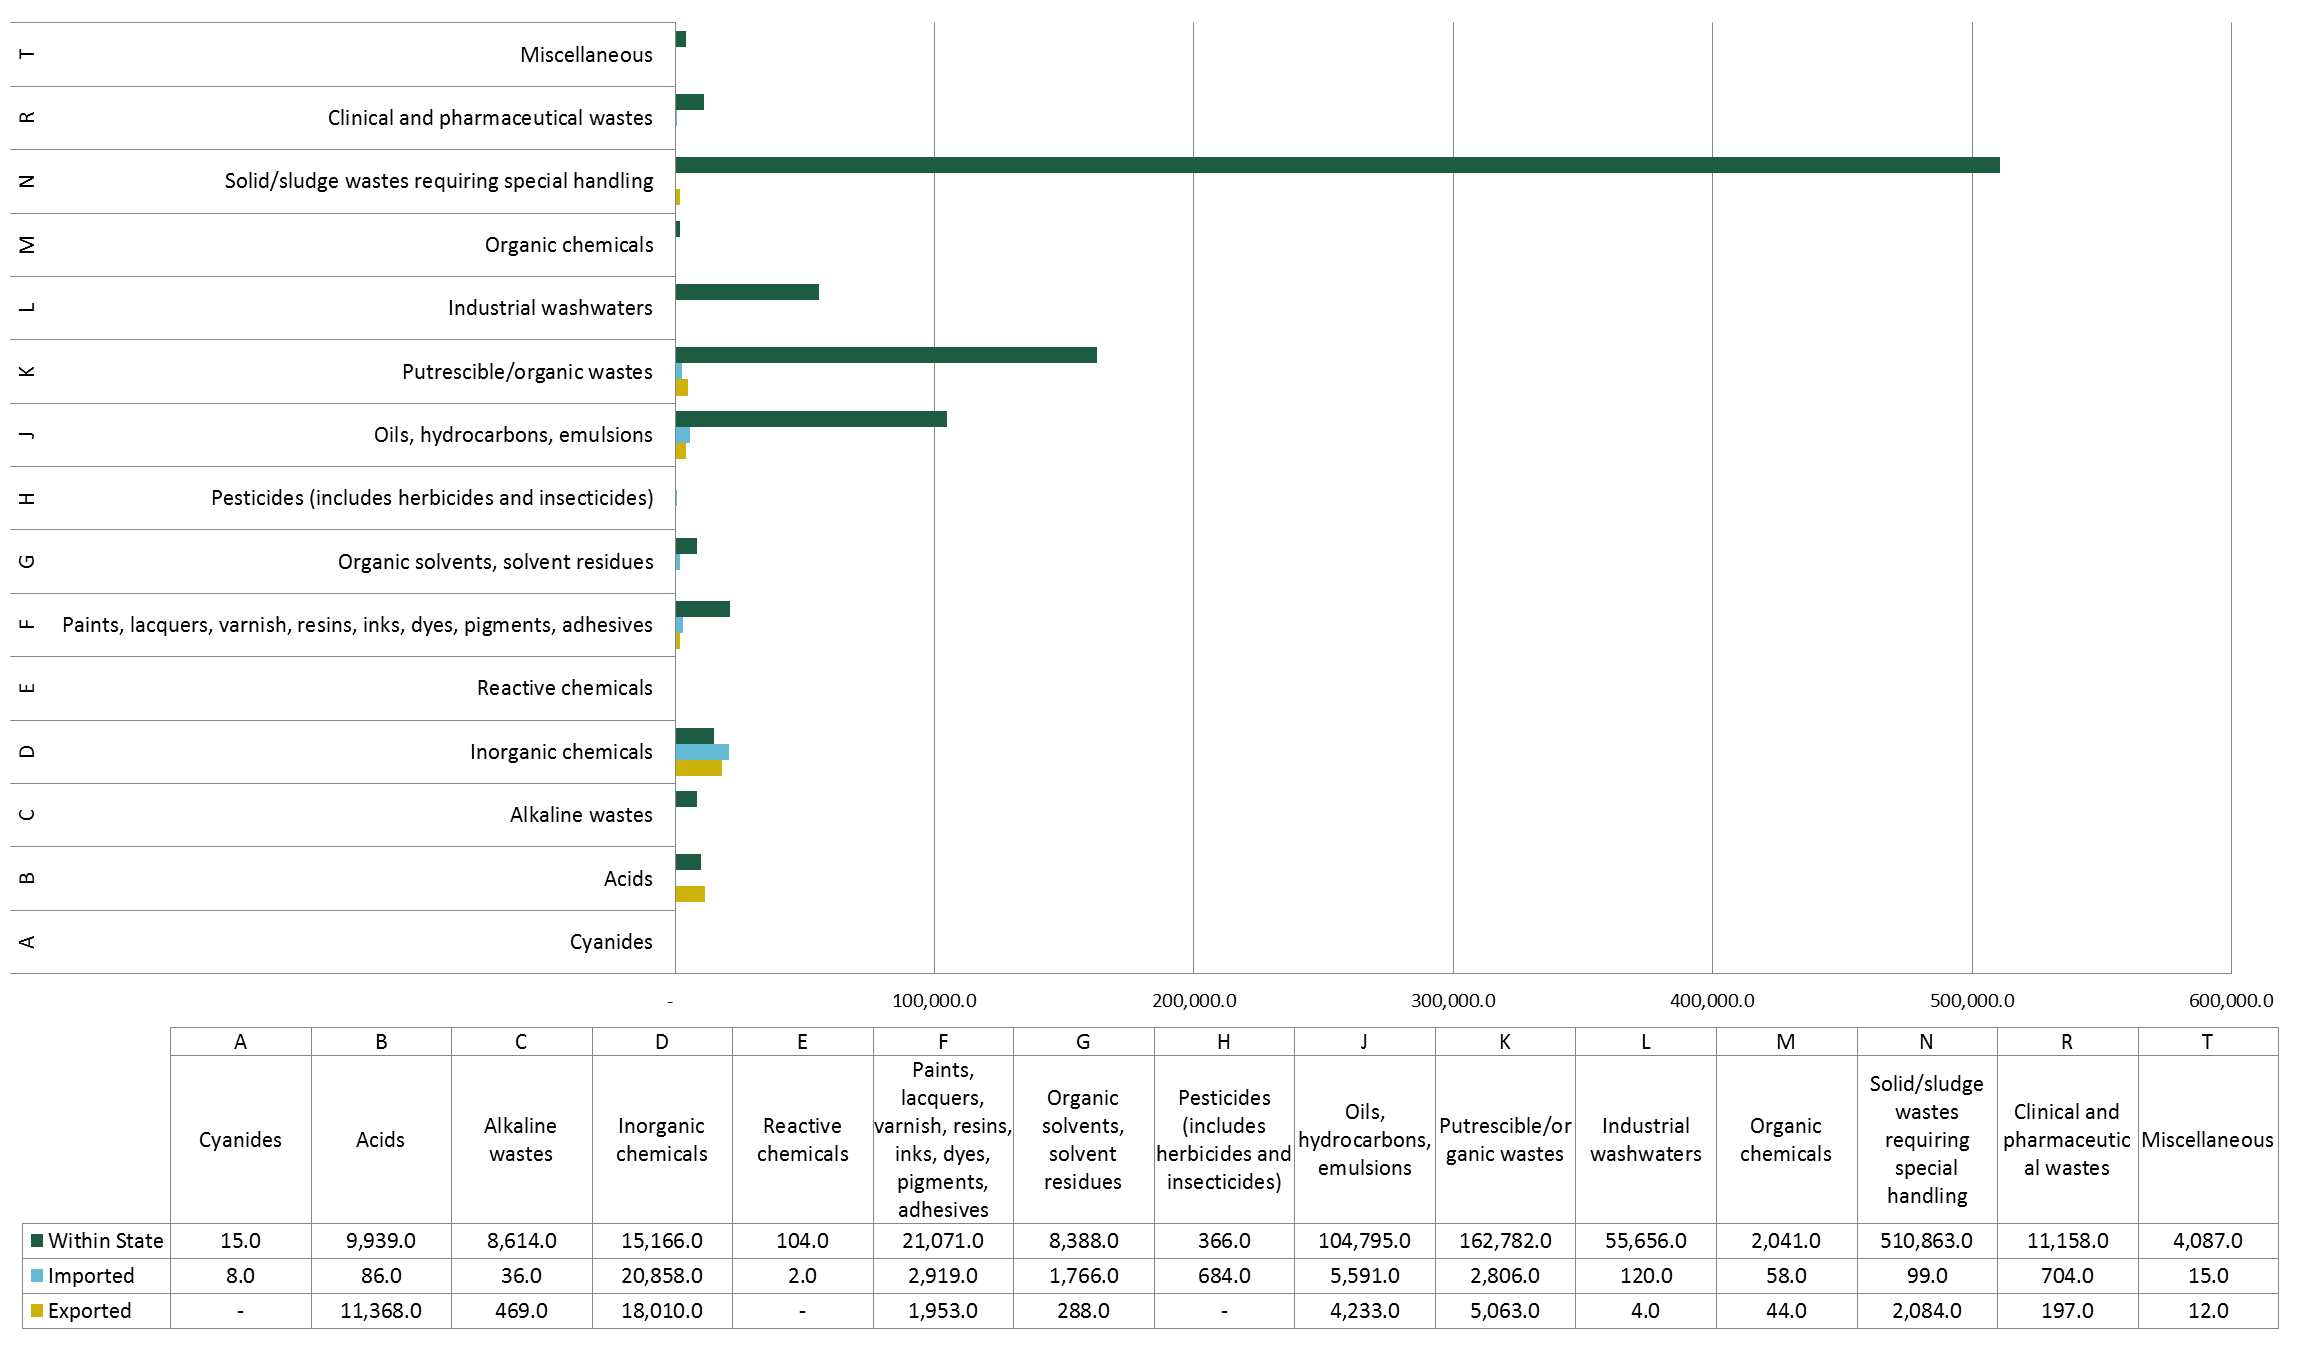 T Miscellaneous
R Clinical and pharmaceutical wastes
N Solid/sludge wastes requiring special handling
M Organic chemicals
L Industrial washwaters
K Putrescible/organic wastes
J Oils, hydrocarbons, emulsions
H Pesticides (includes herbicides and insecticides)
G Organic solvents, solvent residues
F Paints, lacquers, varnish, resins, inks, dyes, pigments, adhesives
E Reactive chemicals
D Inorganic chemicals
C Alkaline wastes
B Acids
A Cyanides
- 100,000.0 200,000.0 300,000.0 400,000.0 500,000.0 600,000.0
A B C D E F G H J K L M N R T
Cyanides
Acids
Alkaline
wastes
Inorganic
chemicals
Reactive
chemicals
Paints,
lacquers,
varnish, resins,
inks, dyes,
pigments,
adhesives
Organic
solvents,
solvent
residues
Pesticides
(includes
herbicides and
insecticides)
Oils,
hydrocarbons,
emulsions
Putrescible/or
ganic wastes
Industrial
washwaters
Organic
chemicals
Solid/sludge
wastes
requiring
special
handling
Clinical and
pharmaceutic
al wastes
Miscellaneous
Within State 15.0 9,939.0 8,614.0 15,166.0 104.0 21,071.0 8,388.0 366.0 104,795.0 162,782.0 55,656.0 2,041.0 510,863.0 11,158.0 4,087.0
Imported 8.0 86.0 36.0 20,858.0 2.0 2,919.0 1,766.0 684.0 5,591.0 2,806.0 120.0 58.0 99.0 704.0 15.0
Exported - 11,368.0 469.0 18,010.0 - 1,953.0 288.0 - 4,233.0 5,063.0 4.0 44.0 2,084.0 197.0 12.0